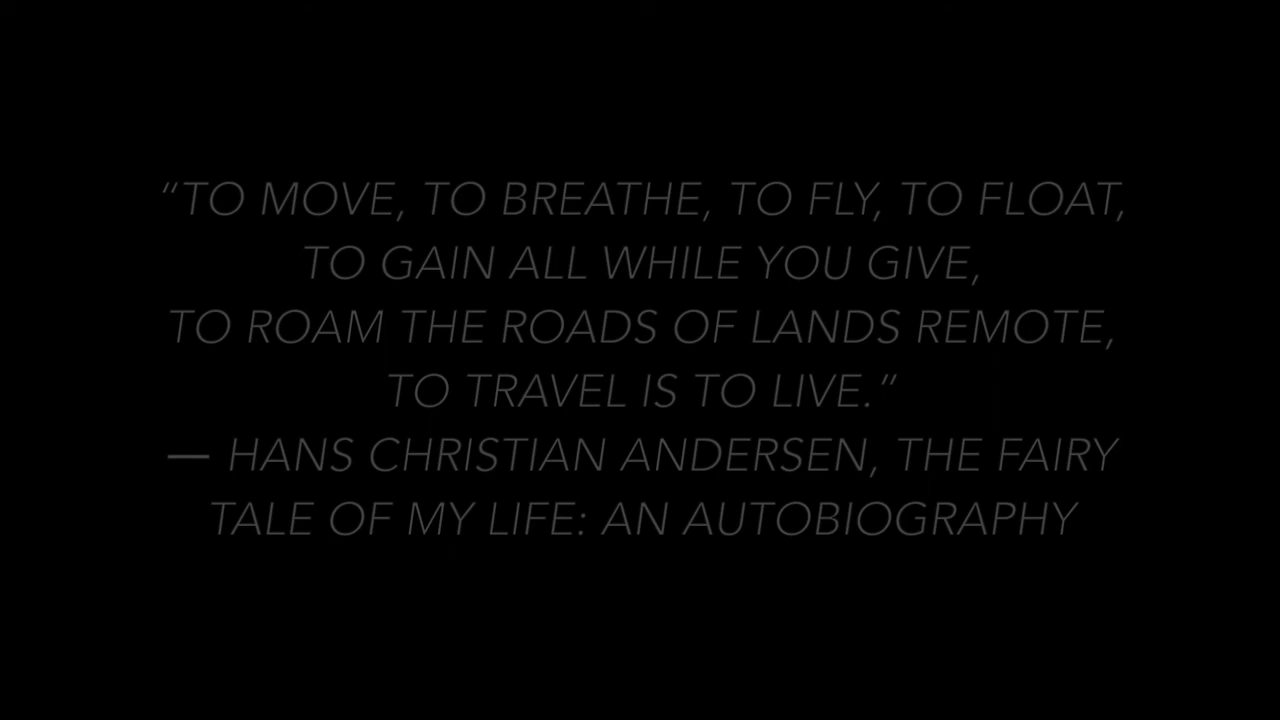 “TO MOVE, TO BREATHE, TO FLY, TO FLOAT,
TO GAIN ALL WHILE YOU GIVE,
TO ROAM THE ROADS OF LANDS REMOTE,
TO TRAVEL IS TO LIVE.”
— HANS CHRISTIAN ANDERSEN, THE FAIRY
TALE OF MY LIFE: AN AUTOBIOGRAPHY